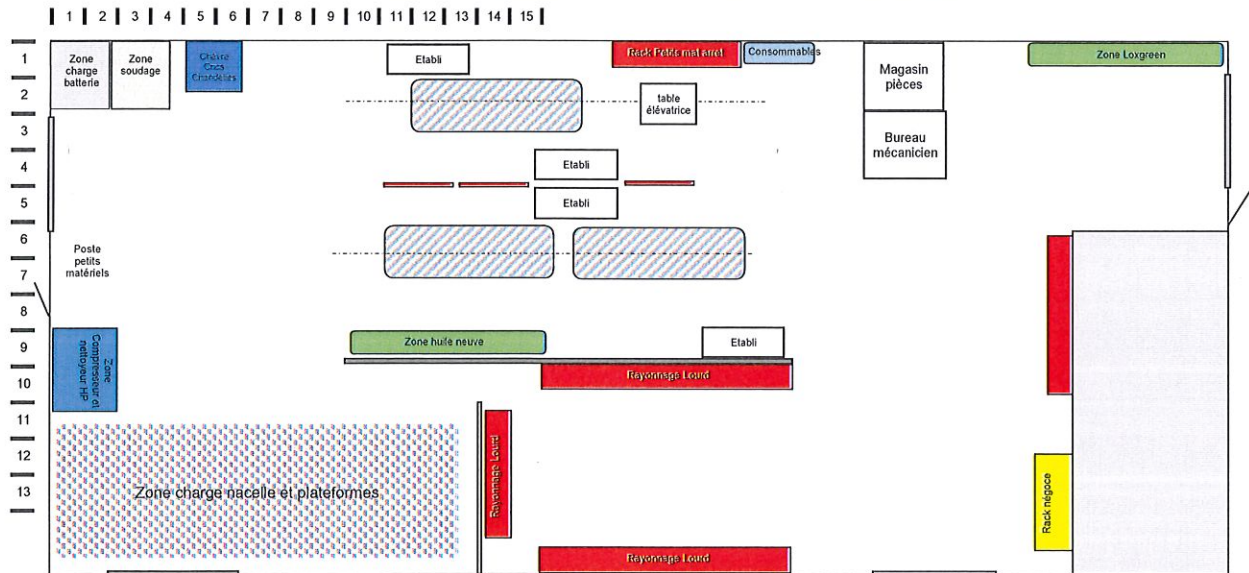 1 2 3 4 5 6 7 8 9 10 11 12 13 14 15
1
2
3
4
5
6
7
8
9
10
11
12
13
Zone
charge
batterie
Zone
soudage
Crics
Chandelles
Etabli
Rack Petits mat arret
Consommables
Magasin
pièces
Zone Loxgreen
table
élévatrice
Bureau
mécanicien
Etabli
Etabli
Poste
petits
matériels
Zone
Compresseur et
nettoyeur HP
Zone huile neuve
Etabli
Rayonnage Lourd
Rayonnage Lourd
Zone charge nacelle et plateformes
Rack négoce
Rayonnage Lourd